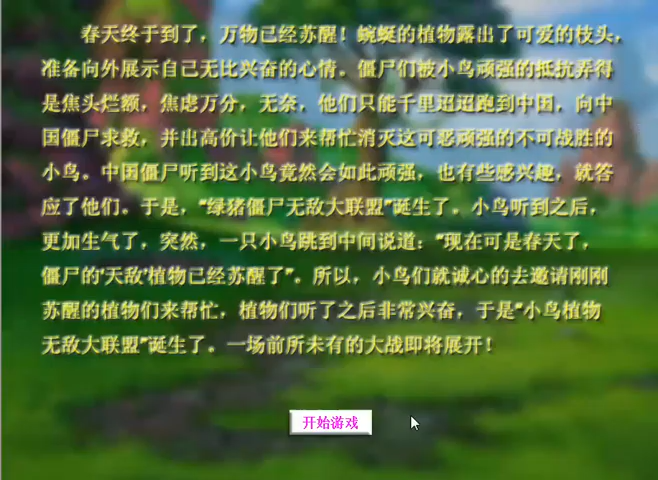 春天终于到了，万物已经苏醒！蜿蜒的植物露出了可爱的枝头，
准备向外展示自己无比兴奋的心情。僵尸们被小鸟顽强的抵抗弄得
是焦头烂额，焦虑万分，无奈，他们只能千里迢迢跑到中国，向中
国僵尸求救，并出高价让他们来帮忙消灭这可恶顽强的不可战胜的
小鸟。中国僵尸听到这小鸟竟然会如此顽强，也有些感兴趣，就答
应了他们。于是，"绿猪僵尸无敌大联盟"诞生了。小鸟听到之后，
更加生气了，突然，一只小鸟跳到中间说道："现在可是春天了，
僵尸的'天敌'植物已经苏醒了"。所以，小鸟们就诚心的去邀请刚刚
苏醒的植物们来帮忙，植物们听了之后非常兴奋，于是"小鸟植物
无敌大联盟"诞生了。一场前所未有的大战即将展开！
开始游戏